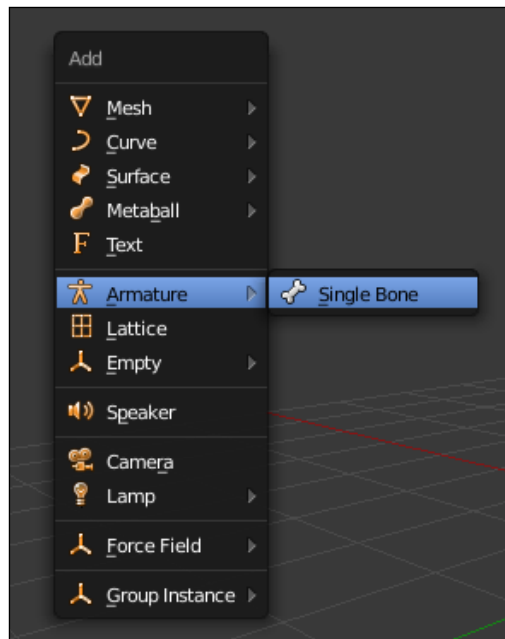 Add
Mesh
Curve
Surface
Metaball
Text
Armature
Single Bone
Lattice
Empty
Speaker
Camera
Lamp
Force Field
Group Instance